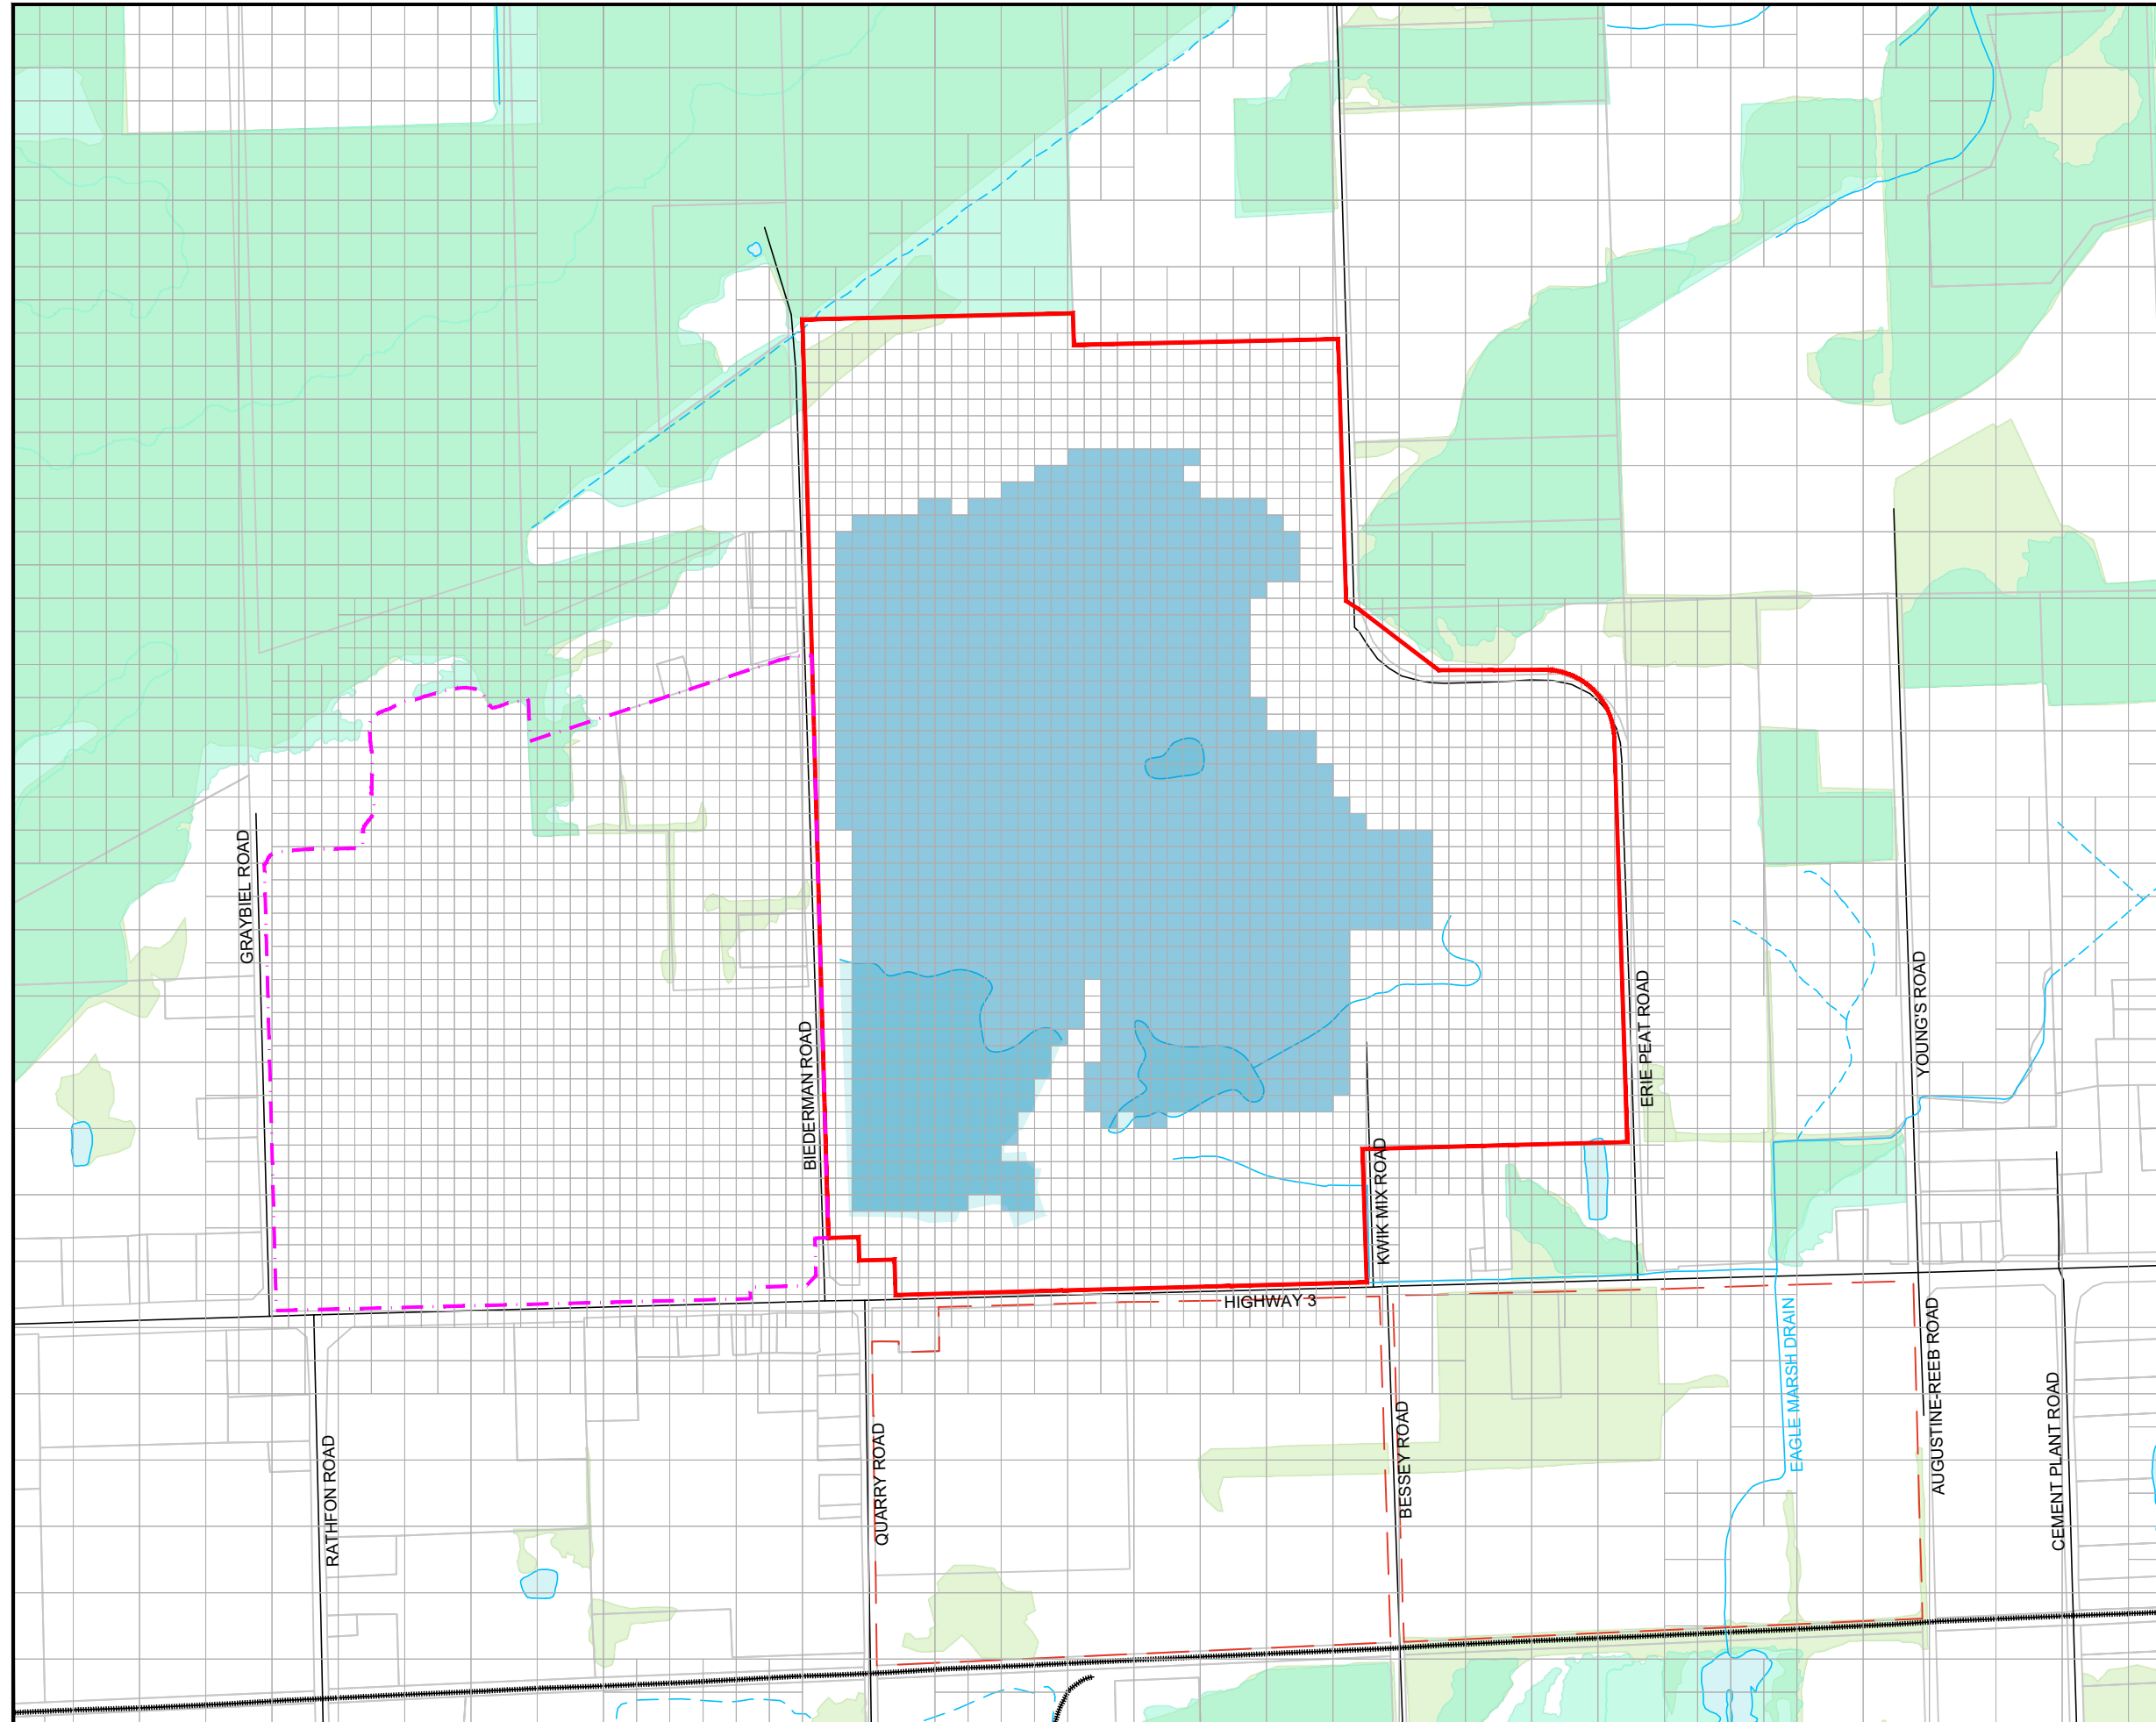 GRAYBIEL ROAD
BIEDERMAN ROAD
ERIE PEAT ROAD
YOUNG'S ROAD
KWIK MIX ROAD
HIGHWAY 3
EAGLE MARSH DRAIN
AUGUSTINE-REEB ROAD
CEMENT PLANT ROAD
RATHFON ROAD
QUARRY ROAD
BESSEY ROAD